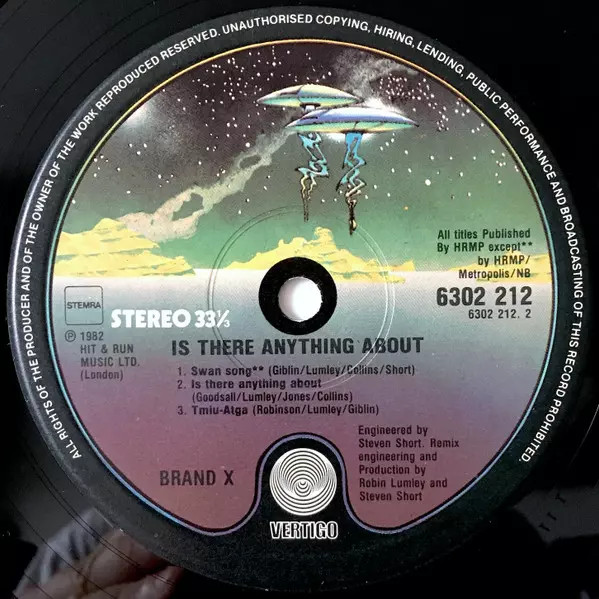 ALL RIGHTS OF THE PRODUCER AND OF THE OWNER OF THE WORK REPRODUCED RESERVED. UNAUTHORISED COPYING, HIRING, LENDING, PUBLIC PERFORMANCE AND BROADCASTING OF THIS RECORD PROHIBITED.
All titles Published
By HRMP except**
by HRMP/
Metropolis/NB
STEMRA
STEREO 33⅓
6302 212
6302 212. 2
℗ 1982
HIT & RUN
MUSIC LTD.
(London)
IS THERE ANYTHING ABOUT
1. Swan song** (Giblin/Lumley/Collins/Short)
2. Is there anything about
(Goodsall/Lumley/Jones/Collins)
3. Tmiu-Atga (Robinson/Lumley/Giblin)
Engineered by
Steven Short. Remix
engineering and
Production by
Robin Lumley and
Steven Short
BRAND X
VERTIGO